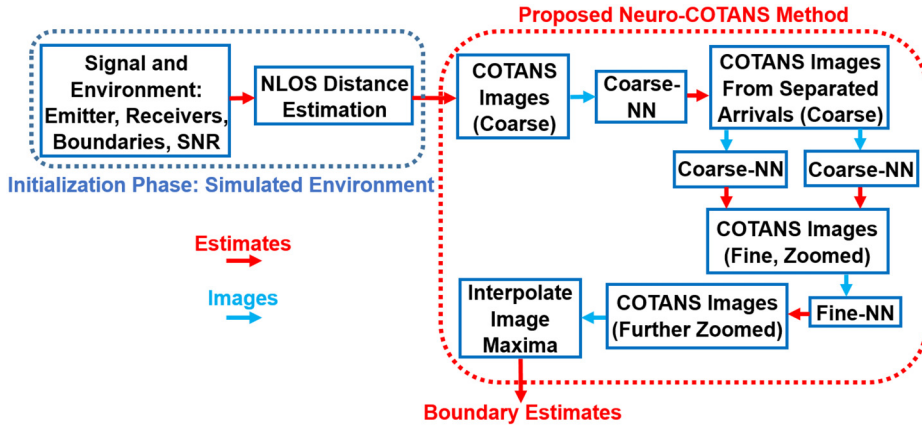 Proposed Neuro-COTANS Method
Signal and
Environment:
Emitter, Receivers,
Boundaries, SNR
NLOS Distance
Estimation
Initialization Phase: Simulated Environment
COTANS
Images
(Coarse)
Coarse-
NN
COTANS Images
From Separated
Arrivals (Coarse)
Coarse-NN
Coarse-NN
COTANS Images
(Fine, Zoomed)
Fine-NN
COTANS Images
(Further Zoomed)
Interpolate
Image
Maxima
Boundary Estimates
Estimates
Images